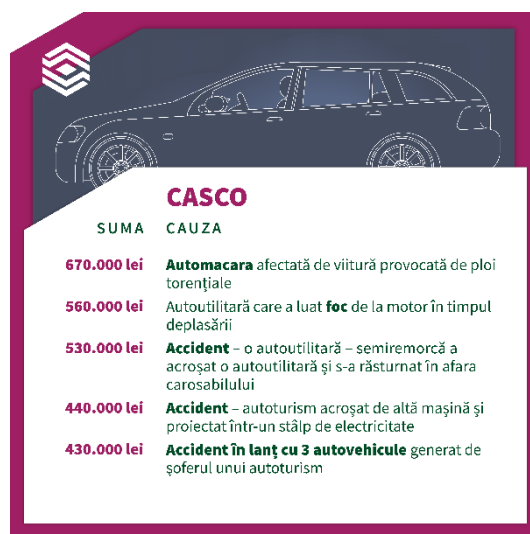 CASCO
SUMA CAUZA
670.000 lei Automacara afectată de viitură provocată de ploi
torențiale
560.000 lei Autoutilitară care a luat foc de la motor în timpul
deplasării
530.000 lei Accident – o autoutilitară – semiremorcă a
acroșat o autoutilitară și s-a răsturnat în afara
carosabilului
440.000 lei Accident – autoturism acroșat de altă mașină și
proiectat într-un stâlp de electricitate
430.000 lei Accident în lanț cu 3 autovehicule generat de
șoferul unui autoturism